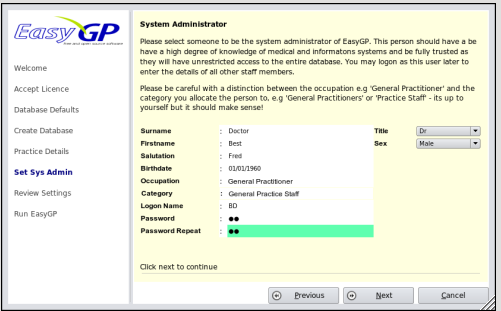 Easy GP
Free and open source software
Welcome
Accept Licence
Database Defaults
Create Database
Practice Details
Set Sys Admin
Review Settings
Run EasyGP
System Administrator
Please select someone to be the system administrator of EasyGP. This person should have a be
have a high degree of knowledge of medical and informatons systems and be fully trusted as
they will have unrestricted access to the entire database. You may logon as this user later to
enter the details of all other staff members.
Please be careful with a distinction between the occupation e.g 'General Practitioner' and the
category you allocate the person to, e.g 'General Practitioners' or 'Practice Staff' - its up to
yourself but it should make sense!
Surname : Doctor Title Dr
Firstname : Best Sex Male
Salutation : Fred
Birthdate : 01/01/1960
Occupation : General Practitioner
Category : General Practice Staff
Logon Name : BD
Password : ●●
Password Repeat : ●●
Click next to continue
Previous Next Cancel